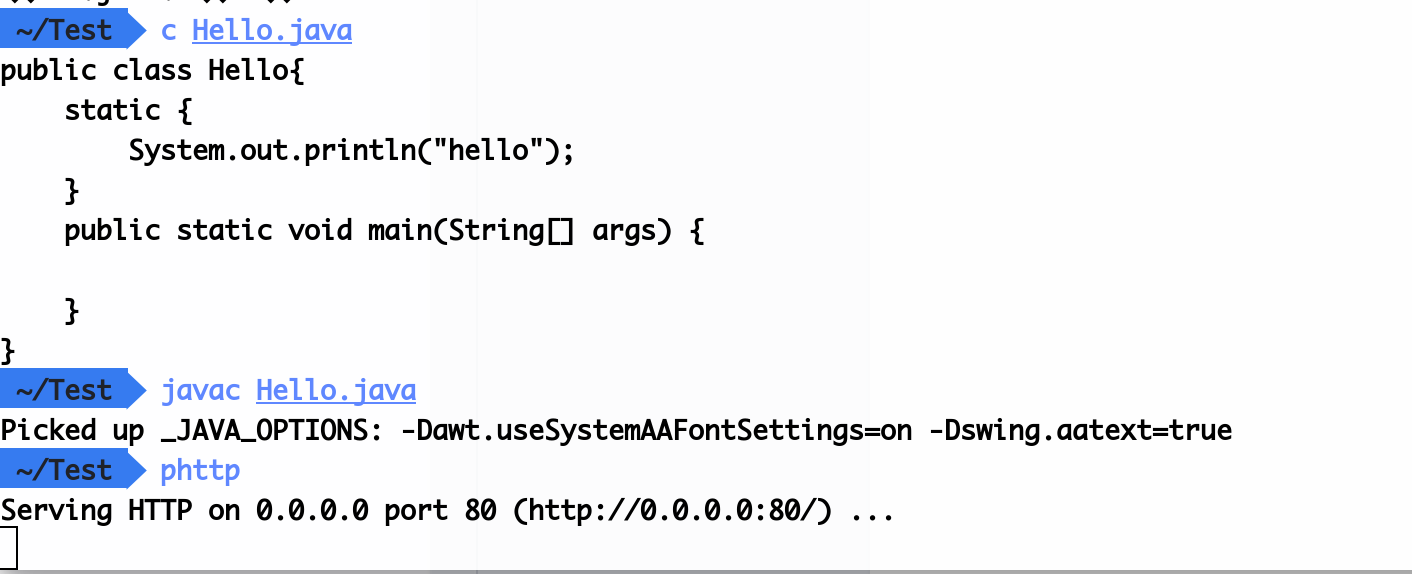 ~/Test c Hello.java
public class Hello{
    static {
        System.out.println("hello");
    }
    public static void main(String[] args) {
    }
}
~/Test javac Hello.java
Picked up _JAVA_OPTIONS: -Dawt.useSystemAAFontSettings=on -Dswing.aatext=true
~/Test phttp
Serving HTTP on 0.0.0.0 port 80 (http://0.0.0.0:80/) ...